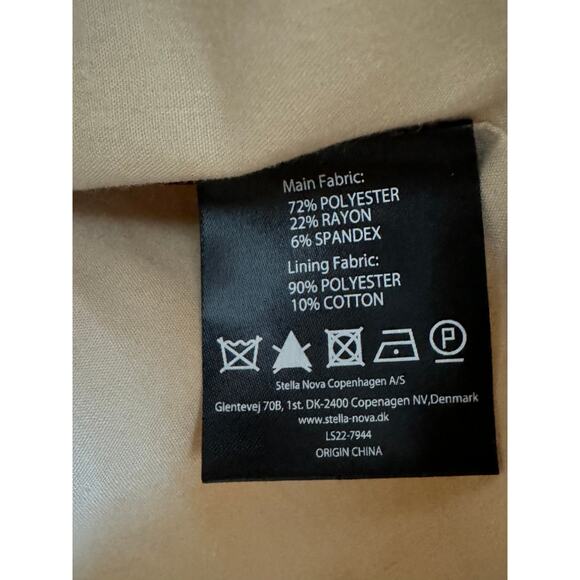 Main Fabric:
72% POLYESTER
22% RAYON
6% SPANDEX
Lining Fabric:
90% POLYESTER
10% COTTON
P
Stella Nova Copenhagen A/S
Glentevej 70B, 1st. DK-2400 Copenagen NV,Denmark
www.stella-nova.dk
LS22-7944
ORIGIN CHINA